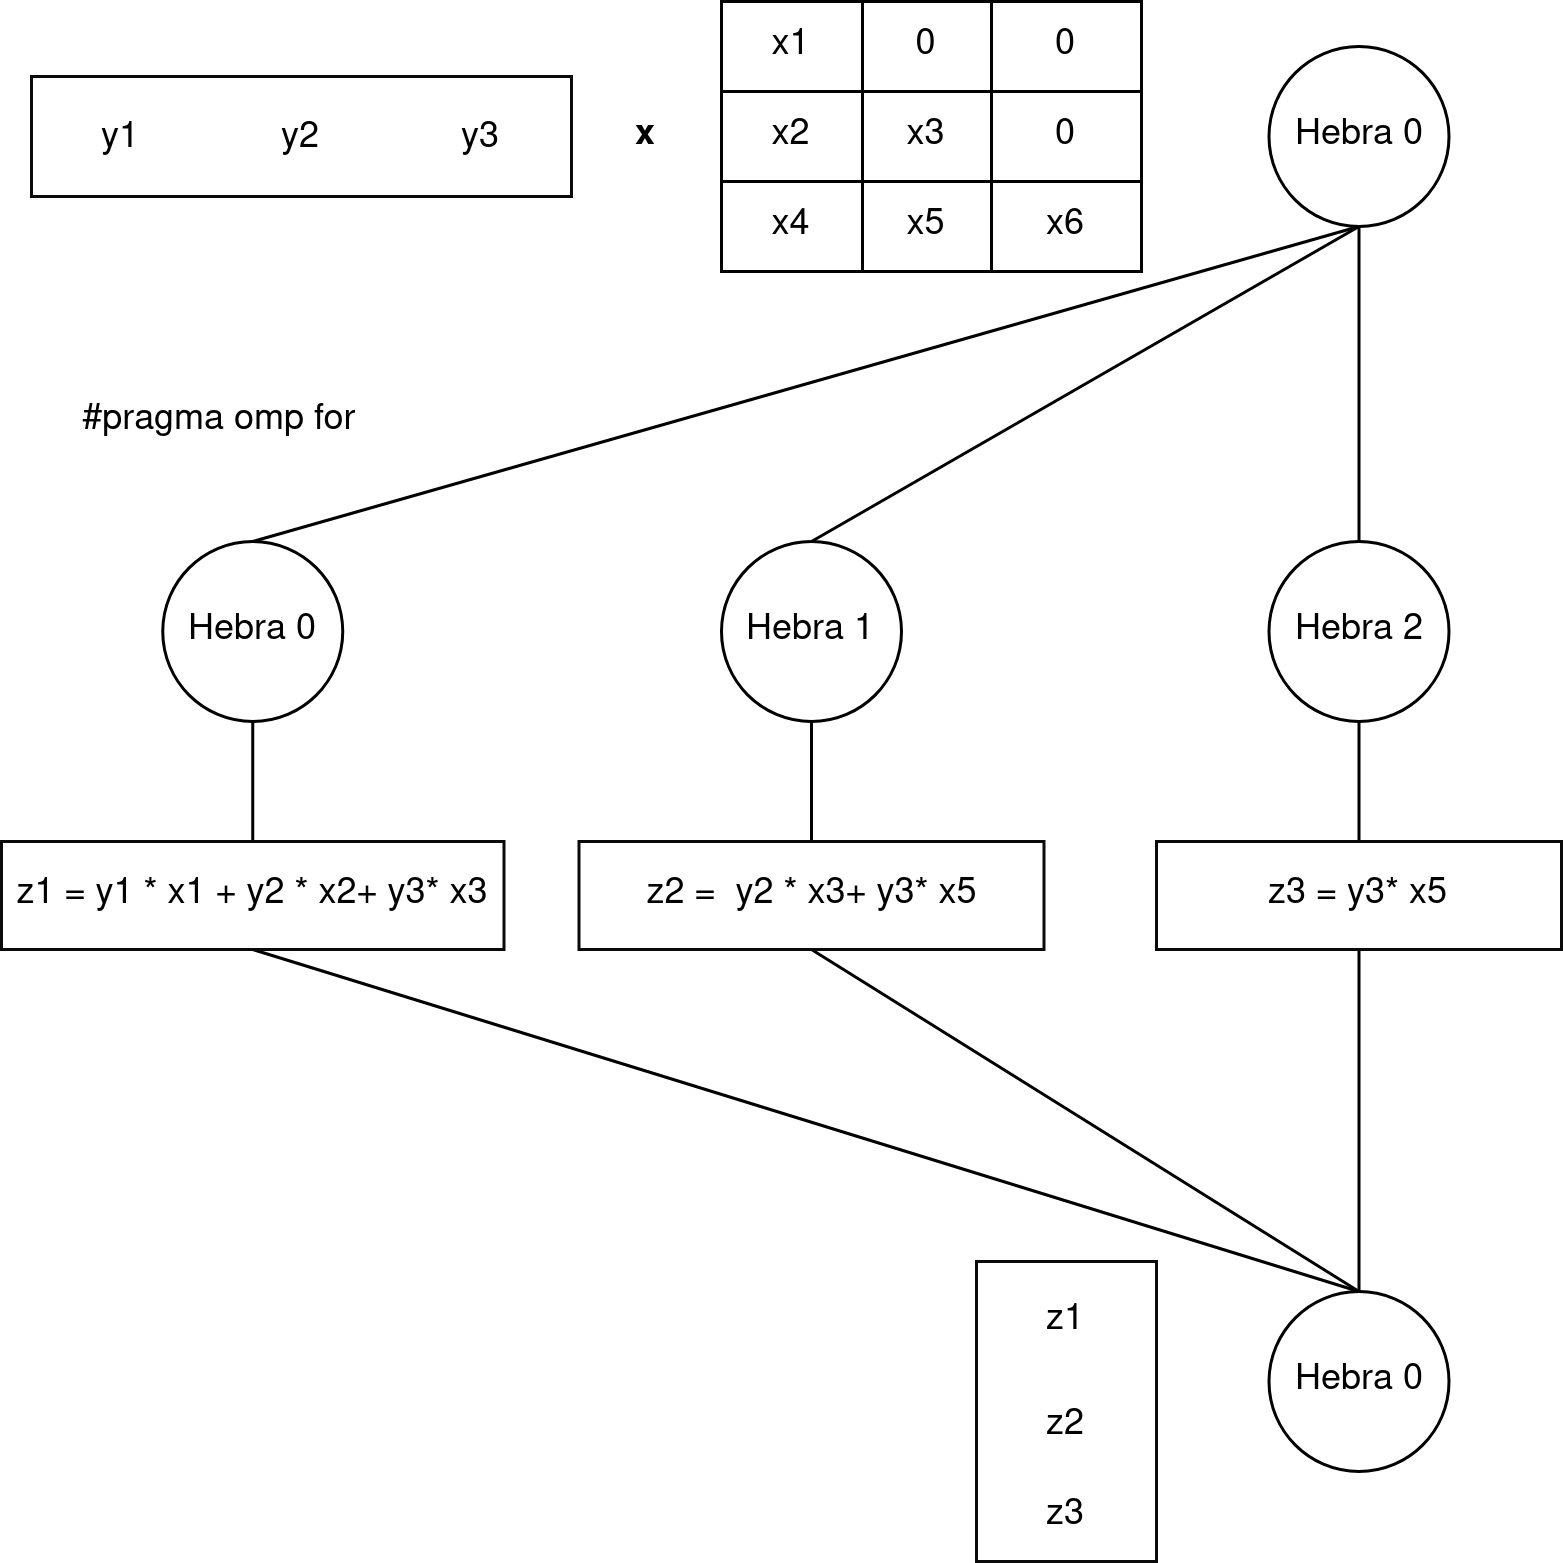 x1 0 0
y1 y2 y3 x x2 x3 0
x4 x5 x6
Hebra 0
#pragma omp for
Hebra 0 Hebra 1 Hebra 2
z1 = y1 * x1 + y2 * x2+ y3* x3
z2 = y2 * x3+ y3* x5
z3 = y3* x5
z1
z2
z3
Hebra 0